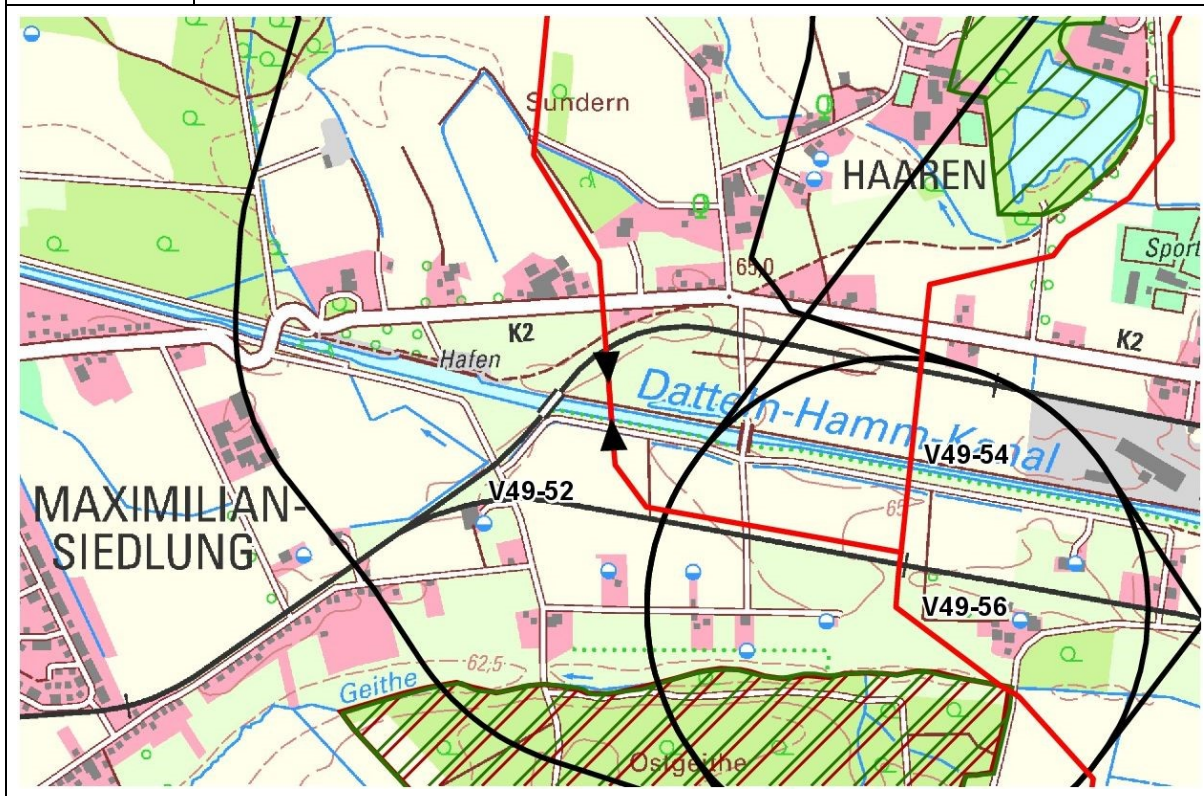 Sundern
HAAREN
65,0
Sport
K2
K2
Hafen
Datteln-Hamm-Kanal
V49-54
V49-52
MAXIMILIAN-
SIEDLUNG
65
V49-56
62,5
Geithe
Ostgeithe